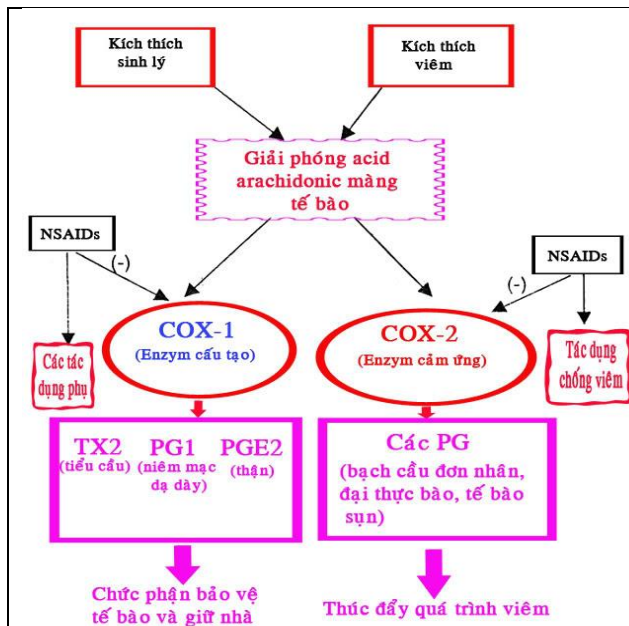 Kích thích
sinh lý
Kích thích
viêm
Giải phóng acid
arachidonic màng
tế bào
NSAIDs
(-)
NSAIDs
(-)
COX-1
(Enzym cấu tạo)
COX-2
(Enzym cảm ứng)
Các tác
dụng phụ
Tác dụng
chống viêm
TX2 PG1 PGE2
(tiểu cầu) (niêm mạc dạ dày) (thận)
Các PG
(bạch cầu đơn nhân,
đại thực bào, tế bào
sụn)
Chức phận bảo vệ
tế bào và giữ nhà
Thúc đẩy quá trình viêm